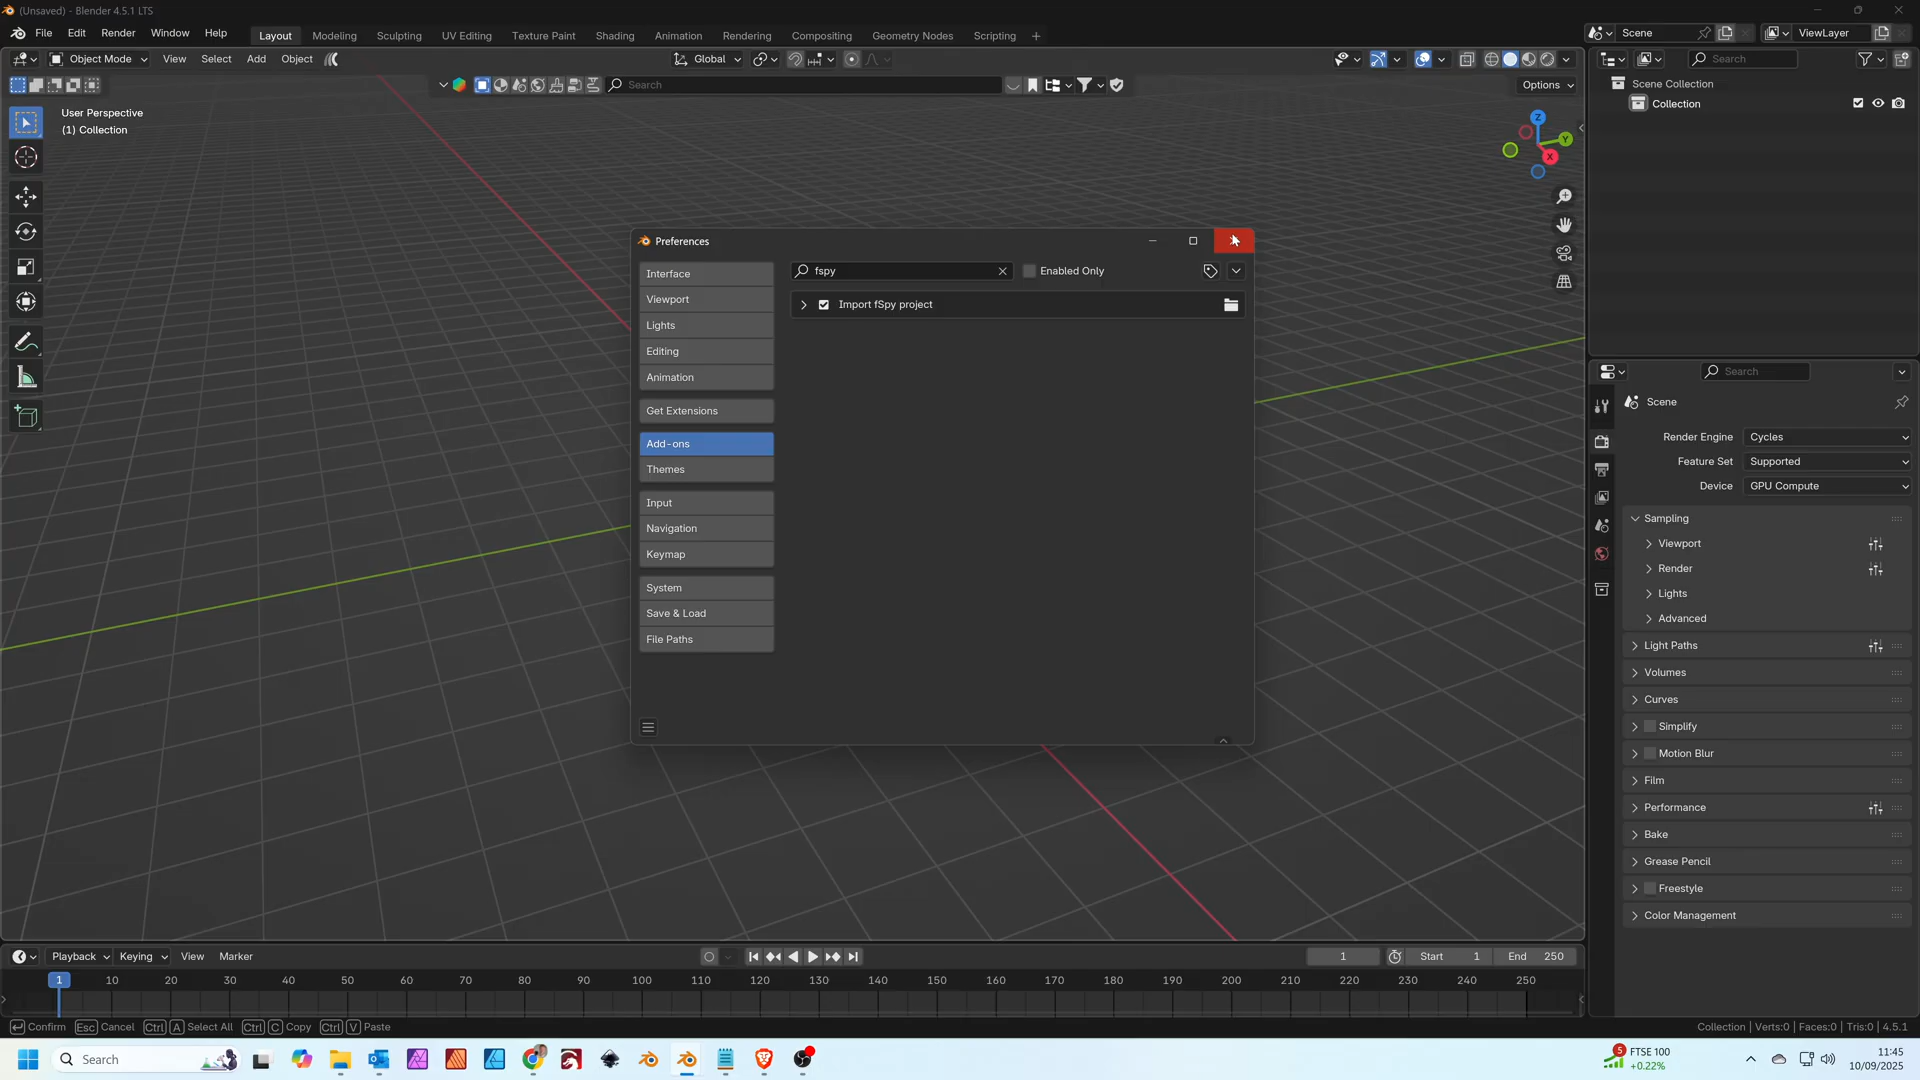 (Unsaved) - Blender 4.5.1 LTS
File Edit Render Window Help
Layout Modeling Sculpting UV Editing Texture Paint Shading Animation Rendering Compositing Geometry Nodes Scripting +
Scene
ViewLayer
Object Mode View Select Add Object
Global
Search
Options
User Perspective
(1) Collection
Z
Y
X
Search
Scene Collection
Collection
Preferences
Interface
Viewport
Lights
Editing
Animation
Get Extensions
Add-ons
Themes
Input
Navigation
Keymap
System
Save & Load
File Paths
fspy
Enabled Only
Import fSpy project
Search
Scene
Render Engine Cycles
Feature Set Supported
Device GPU Compute
Sampling
Viewport
Render
Lights
Advanced
Light Paths
Volumes
Curves
Simplify
Motion Blur
Film
Performance
Bake
Grease Pencil
Freestyle
Color Management
Playback Keying View Marker
1
Start 1
End 250
1 10 20 30 40 50 60 70 80 90 100 110 120 130 140 150 160 170 180 190 200 210 220 230 240 250
Confirm Esc Cancel Ctrl A Select All Ctrl C Copy Ctrl V Paste
Collection | Verts:0 | Faces:0 | Tris:0 | 4.5.1
Search
5
FTSE 100
+0.22%
11:45
10/09/2025